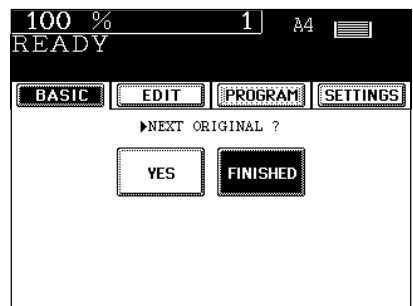 100 % 1 A4
READY
BASIC EDIT PROGRAM SETTINGS
▶NEXT ORIGINAL ?
YES FINISHED